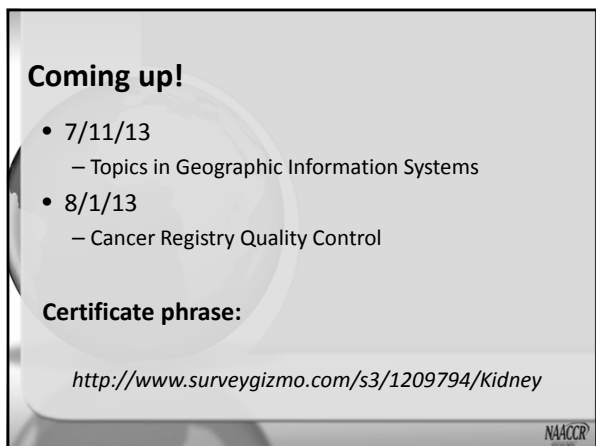 Coming up!
• 7/11/13
– Topics in Geographic Information Systems
• 8/1/13
– Cancer Registry Quality Control
Certificate phrase:
http://www.surveygizmo.com/s3/1209794/Kidney
NAACCR